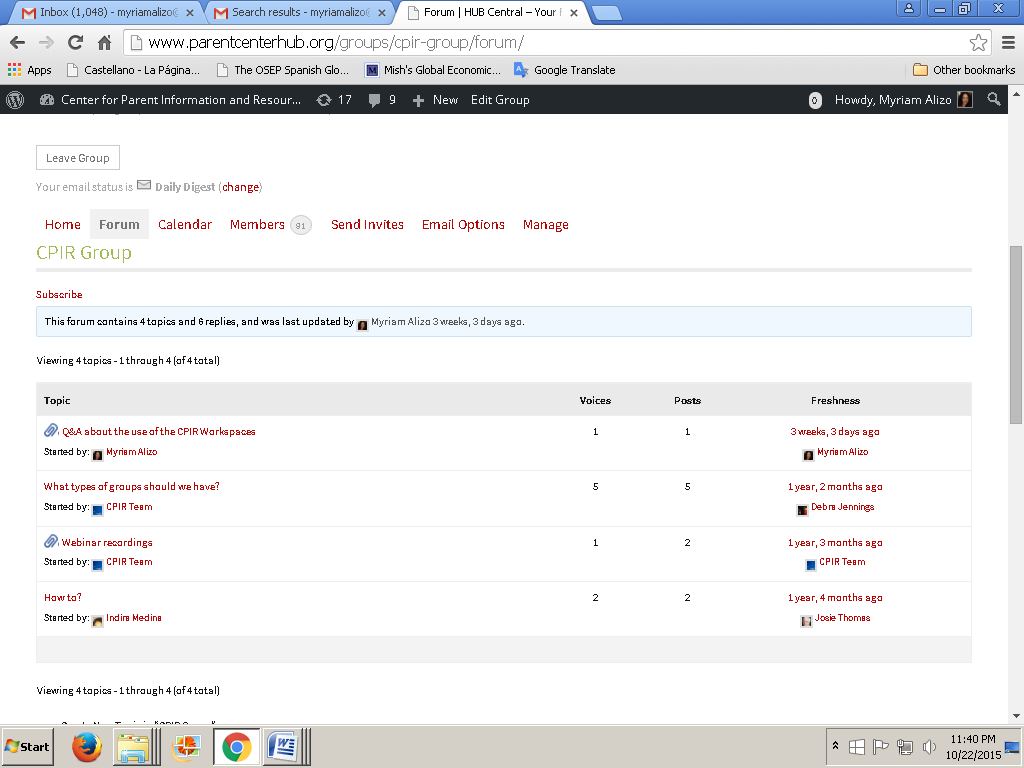 Inbox (1,048) - myriamalizo@ Search results - myriamalizo@ Forum | HUB Central – Your
www.parentcenterhub.org/groups/cpir-group/forum/
Apps Castellano - La Página... The OSEP Spanish Glo... Mish's Global Economic... Google Translate Other bookmarks
Center for Parent Information and Resour... 17 9 New Edit Group 0 Howdy, Myriam Alizo
Leave Group
Your email status is Daily Digest (change)
Home Forum Calendar Members 91 Send Invites Email Options Manage
CPIR Group
Subscribe
This forum contains 4 topics and 6 replies, and was last updated by Myriam Alizo 3 weeks, 3 days ago.
Viewing 4 topics - 1 through 4 (of 4 total)
Topic Voices Posts Freshness
Q&A about the use of the CPIR Workspaces 1 1 3 weeks, 3 days ago
Started by: Myriam Alizo Myriam Alizo
What types of groups should we have? 5 5 1 year, 2 months ago
Started by: CPIR Team Debra Jennings
Webinar recordings 1 2 1 year, 3 months ago
Started by: CPIR Team CPIR Team
How to? 2 2 1 year, 4 months ago
Started by: Indira Medina Josie Thomas
Viewing 4 topics - 1 through 4 (of 4 total)
Start 11:40 PM
10/22/2015